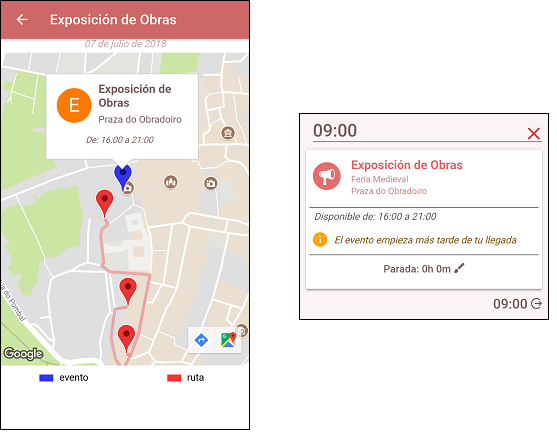 Exposición de Obras
07 de julio de 2018
E
Exposición de
Obras
Praza do Obradoiro
De: 16:00 a 21:00
a do Pombal
Google
evento
ruta
09:00
Exposición de Obras
Feria Medieval
Praza do Obradoiro
Disponible de: 16:00 a 21:00
El evento empieza más tarde de tu llegada
Parada: 0h 0m
09:00